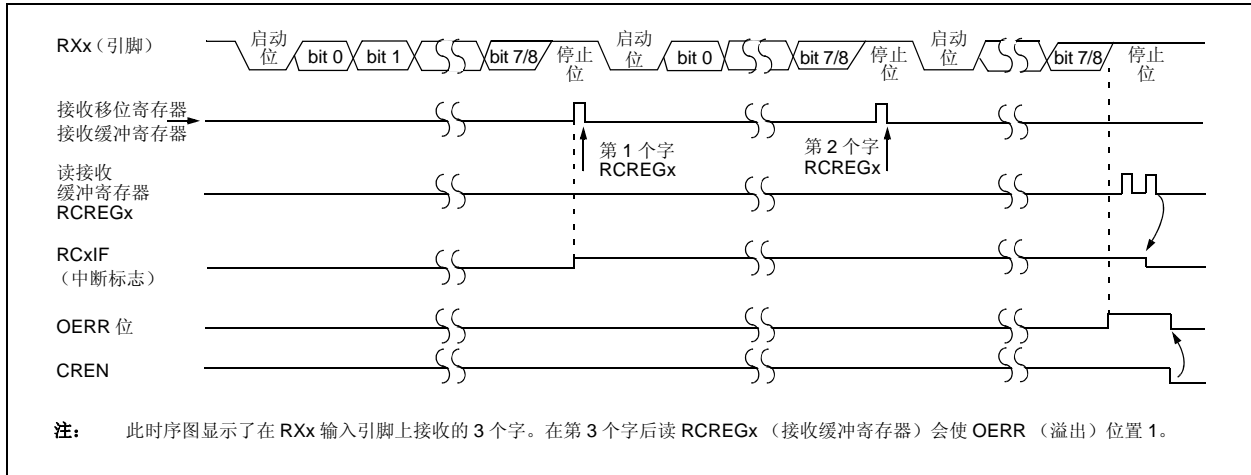 RXx（引脚）
启动位
bit 0
bit 1
bit 7/8
停止位
启动位
bit 0
bit 7/8
停止位
启动位
bit 7/8
停止位
接收移位寄存器
接收缓冲寄存器
第 1 个字
RCREGx
第 2 个字
RCREGx
读接收
缓冲寄存器
RCREGx
RCxIF
（中断标志）
OERR 位
CREN
注： 此时序图显示了在 RXx 输入引脚上接收的 3 个字。在第 3 个字后读 RCREGx （接收缓冲寄存器）会使 OERR （溢出）位置 1。